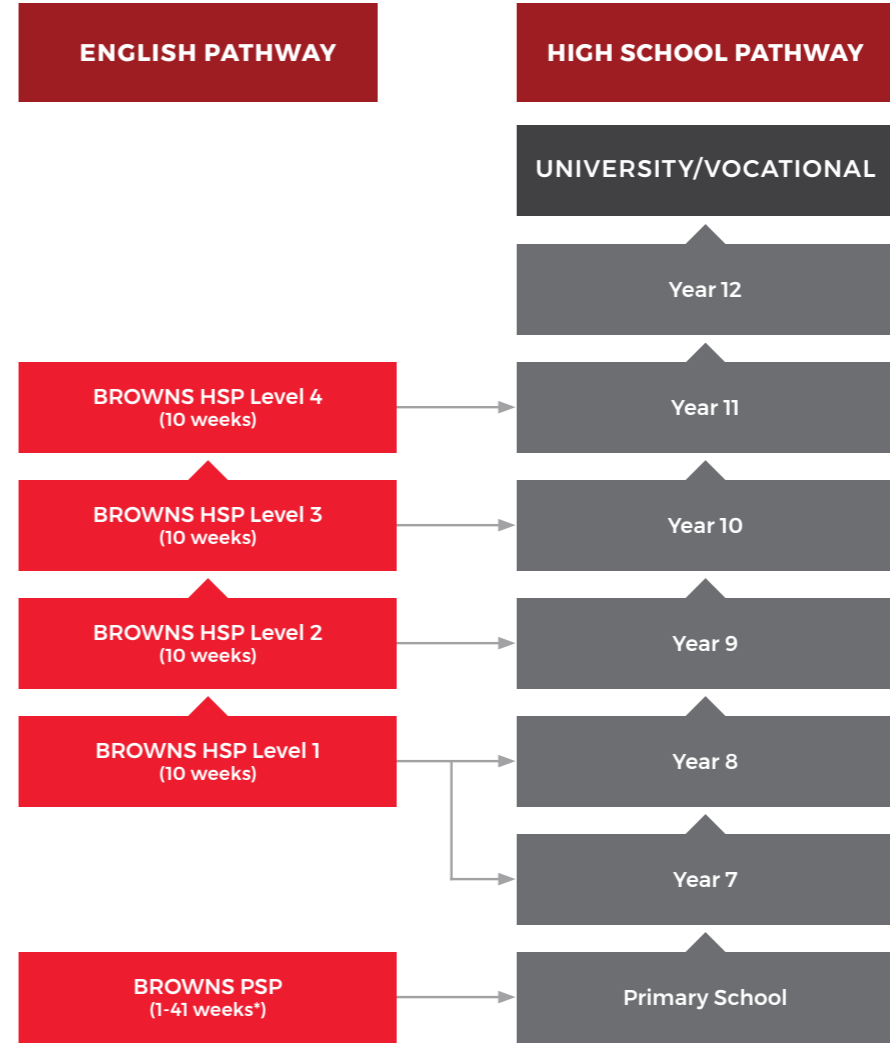 ENGLISH PATHWAY
HIGH SCHOOL PATHWAY
UNIVERSITY/VOCATIONAL
Year 12
BROWNS HSP Level 4
(10 weeks)
Year 11
BROWNS HSP Level 3
(10 weeks)
Year 10
BROWNS HSP Level 2
(10 weeks)
Year 9
BROWNS HSP Level 1
(10 weeks)
Year 8
Year 7
BROWNS PSP
(1-41 weeks*)
Primary School